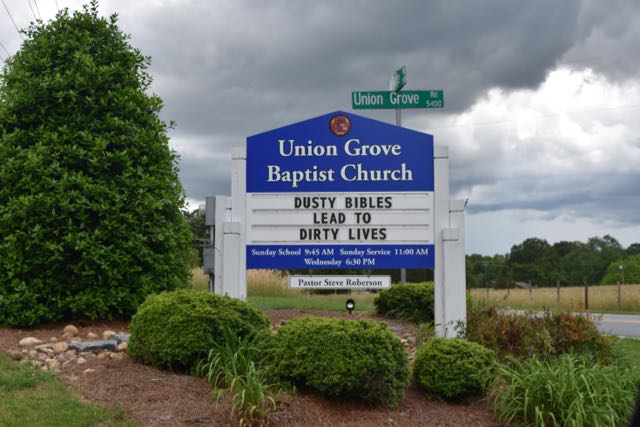 Union Grove Rd
5400
Union Grove
Baptist Church
DUSTY BIBLES
LEAD TO
DIRTY LIVES
Sunday School 9:45 AM Sunday Service 11:00 AM
Wednesday 6:30 PM
Pastor Steve Roberson